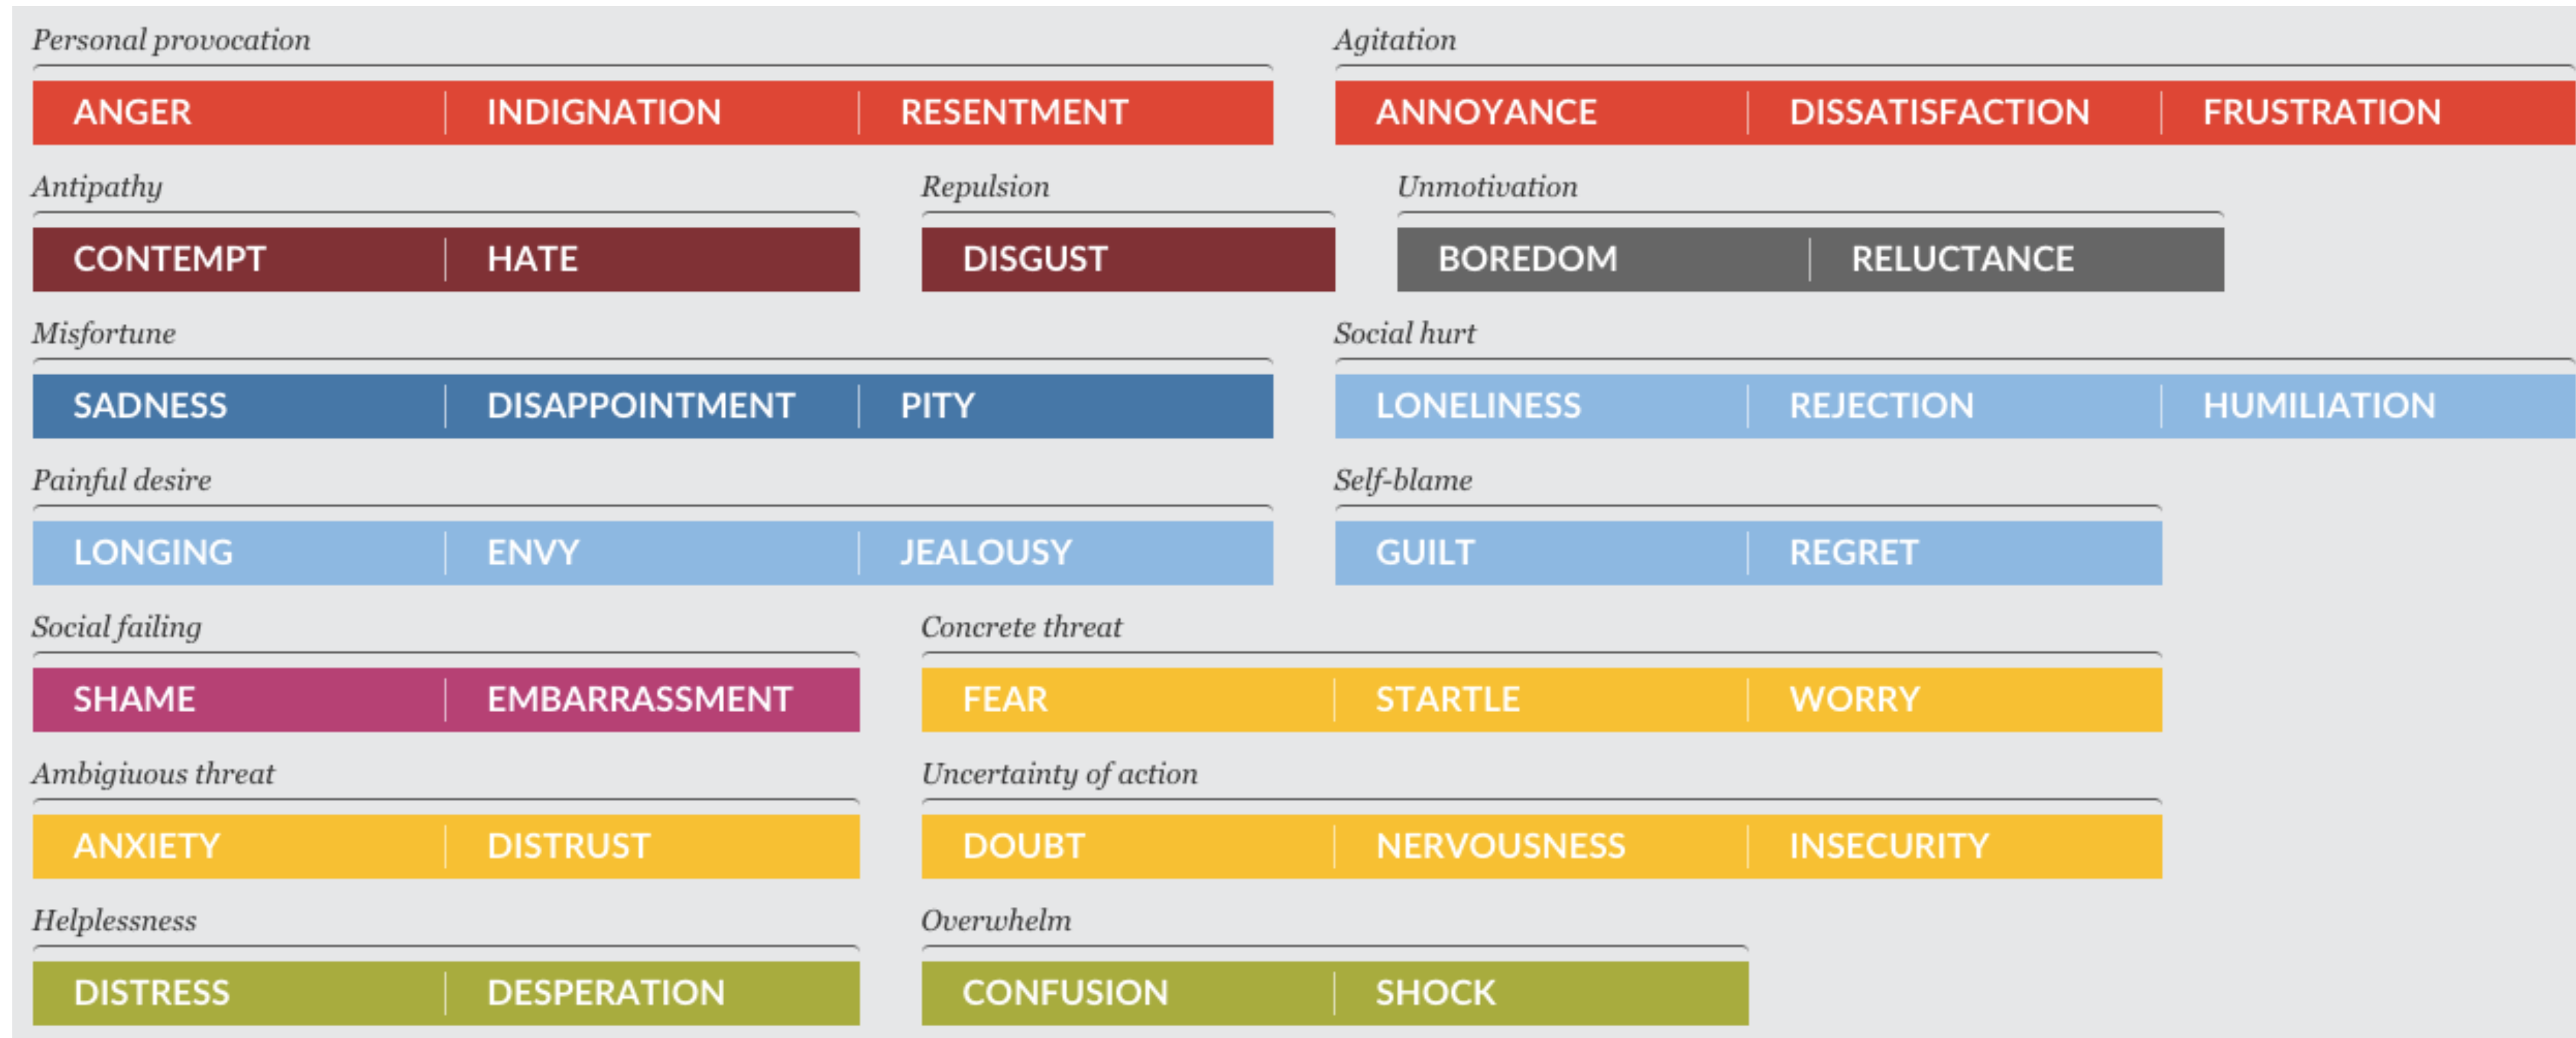 Personal provocation Agitation
ANGER INDIGNATION RESENTMENT ANNOYANCE DISSATISFACTION FRUSTRATION
Antipathy Repulsion Unmotivation
CONTEMPT HATE DISGUST BOREDOM RELUCTANCE
Misfortune Social hurt
SADNESS DISAPPOINTMENT PITY LONELINESS REJECTION HUMILIATION
Painful desire Self-blame
LONGING ENVY JEALOUSY GUILT REGRET
Social failing Concrete threat
SHAME EMBARRASSMENT FEAR STARTLE WORRY
Ambigiuous threat Uncertainty of action
ANXIETY DISTRUST DOUBT NERVOUSNESS INSECURITY
Helplessness Overwhelm
DISTRESS DESPERATION CONFUSION SHOCK